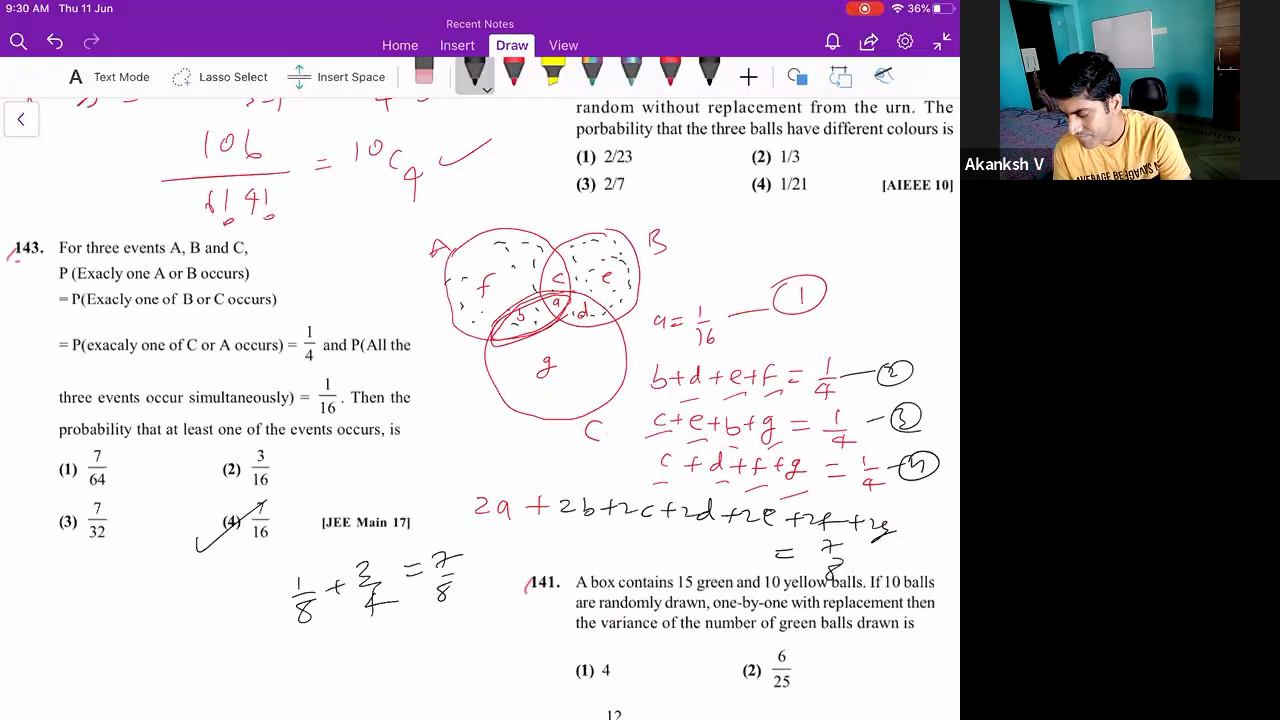 9:30 AM Thu 11 Jun
36%
Recent Notes
Home Insert Draw View
A Text Mode Lasso Select Insert Space
10!
6! 4!
= 10C4
random without replacement from the urn. The
porbability that the three balls have different colours is
(1) 2/23 (2) 1/3
(3) 2/7 (4) 1/21 [AIEEE 10]
Akanksh V
143. For three events A, B and C,
P (Exacly one A or B occurs)
= P(Exacly one of B or C occurs)
= P(exacaly one of C or A occurs) = 1/4 and P(All the
three events occur simultaneously) = 1/16. Then the
probability that at least one of the events occurs, is
(1) 7/64 (2) 3/16
(3) 7/32 (4) 7/16 [JEE Main 17]
A B
f c e
b a d
g
C
a = 1/16 — 1
b+d+e+f = 1/4 — 2
c+e+b+g = 1/4 — 3
c+d+f+g = 1/4 — 4
2a + 2b+2c+2d+2e+2f+2g
= 7/8
1/8 + 3/4 = 7/8
141. A box contains 15 green and 10 yellow balls. If 10 balls
are randomly drawn, one-by-one with replacement then
the variance of the number of green balls drawn is
(1) 4 (2) 6/25
12